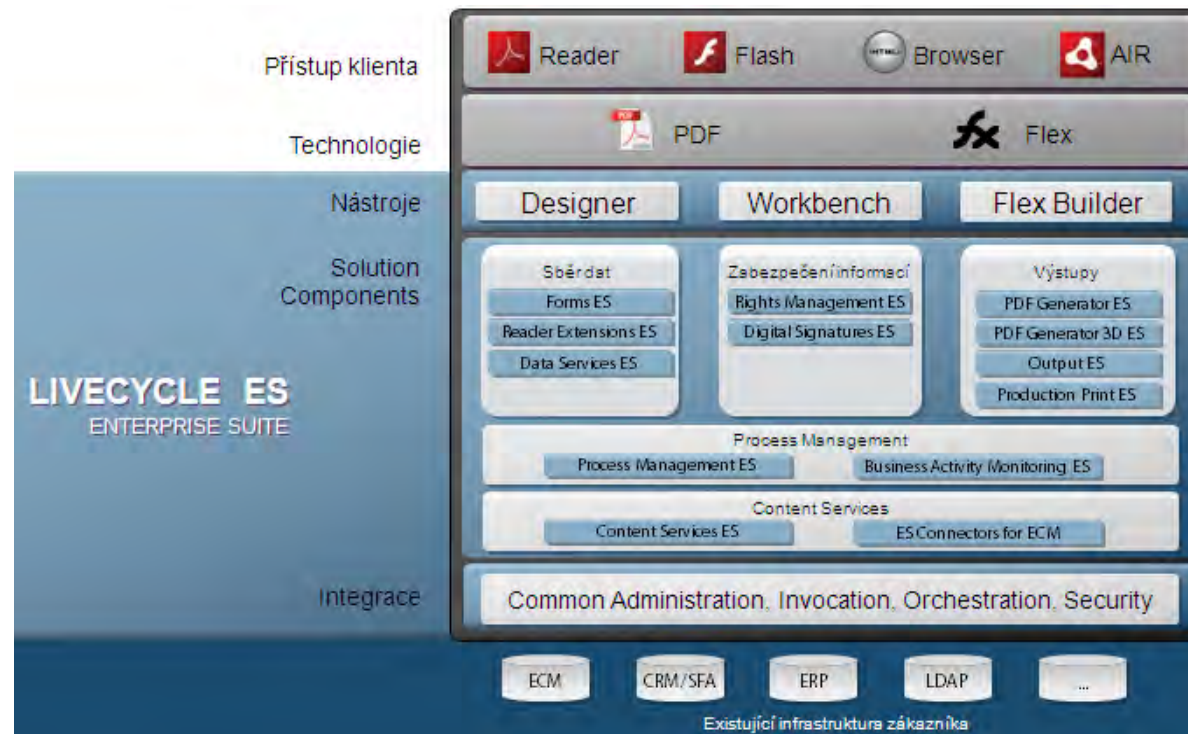 Přístup klienta
Reader
Flash
HTML
Browser
AIR
Technologie
PDF
PDF
Flex
Nástroje
Designer
Workbench
Flex Builder
Solution
Components
Sběr dat
Forms ES
Reader Extensions ES
Data Services ES
Zabezpečení informací
Rights Management ES
Digital Signatures ES
Výstupy
PDF Generator ES
PDF Generator 3D ES
Output ES
Production Print ES
LIVECYCLE ES
ENTERPRISE SUITE
Process Management
Process Management ES
Business Activity Monitoring ES
Content Services
Content Services ES
ES Connectors for ECM
Integrace
Common Administration, Invocation, Orchestration, Security
ECM
CRM/SFA
ERP
LDAP
...
Existující infrastruktura zákazníka